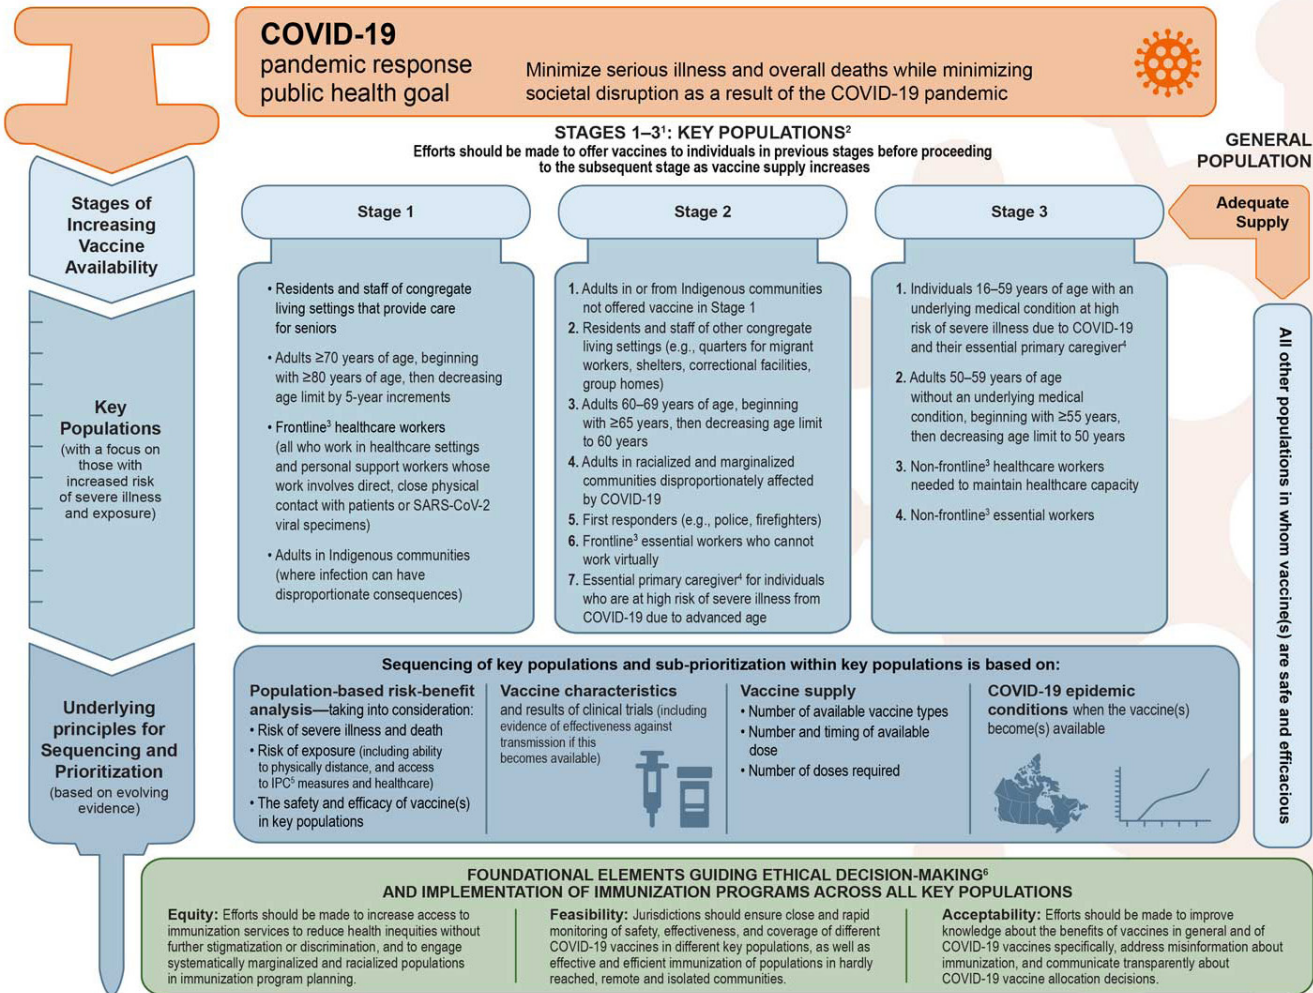 COVID-19
pandemic response
public health goal
Minimize serious illness and overall deaths while minimizing
societal disruption as a result of the COVID-19 pandemic
STAGES 1–3¹: KEY POPULATIONS²
Efforts should be made to offer vaccines to individuals in previous stages before proceeding
to the subsequent stage as vaccine supply increases
GENERAL
POPULATION
Stages of
Increasing
Vaccine
Availability
Stage 1
Stage 2
Stage 3
Adequate
Supply
Key
Populations
(with a focus on
those with
increased risk
of severe illness
and exposure)
• Residents and staff of congregate
living settings that provide care
for seniors
• Adults ≥70 years of age, beginning
with ≥80 years of age, then decreasing
age limit by 5-year increments
• Frontline³ healthcare workers
(all who work in healthcare settings
and personal support workers whose
work involves direct, close physical
contact with patients or SARS-CoV-2
viral specimens)
• Adults in Indigenous communities
(where infection can have
disproportionate consequences)
1. Adults in or from Indigenous communities
not offered vaccine in Stage 1
2. Residents and staff of other congregate
living settings (e.g., quarters for migrant
workers, shelters, correctional facilities,
group homes)
3. Adults 60–69 years of age, beginning
with ≥65 years, then decreasing age limit
to 60 years
4. Adults in racialized and marginalized
communities disproportionately affected
by COVID-19
5. First responders (e.g., police, firefighters)
6. Frontline³ essential workers who cannot
work virtually
7. Essential primary caregiver⁴ for individuals
who are at high risk of severe illness from
COVID-19 due to advanced age
1. Individuals 16–59 years of age with an
underlying medical condition at high
risk of severe illness due to COVID-19
and their essential primary caregiver⁴
2. Adults 50–59 years of age
without an underlying medical
condition, beginning with ≥55 years,
then decreasing age limit to 50 years
3. Non-frontline³ healthcare workers
needed to maintain healthcare capacity
4. Non-frontline³ essential workers
All other populations in whom vaccine(s) are safe and efficacious
Underlying
principles for
Sequencing and
Prioritization
(based on evolving
evidence)
Sequencing of key populations and sub-prioritization within key populations is based on:
Population-based risk-benefit
analysis—taking into consideration:
• Risk of severe illness and death
• Risk of exposure (including ability
to physically distance, and access
to IPC⁵ measures and healthcare)
• The safety and efficacy of vaccine(s)
in key populations
Vaccine characteristics
and results of clinical trials (including
evidence of effectiveness against
transmission if this
becomes available)
Vaccine supply
• Number of available vaccine types
• Number and timing of available
dose
• Number of doses required
COVID-19 epidemic
conditions when the vaccine(s)
become(s) available
FOUNDATIONAL ELEMENTS GUIDING ETHICAL DECISION-MAKING⁶
AND IMPLEMENTATION OF IMMUNIZATION PROGRAMS ACROSS ALL KEY POPULATIONS
Equity: Efforts should be made to increase access to
immunization services to reduce health inequities without
further stigmatization or discrimination, and to engage
systematically marginalized and racialized populations
in immunization program planning.
Feasibility: Jurisdictions should ensure close and rapid
monitoring of safety, effectiveness, and coverage of different
COVID-19 vaccines in different key populations, as well as
effective and efficient immunization of populations in hardly
reached, remote and isolated communities.
Acceptability: Efforts should be made to improve
knowledge about the benefits of vaccines in general and of
COVID-19 vaccines specifically, address misinformation about
immunization, and communicate transparently about
COVID-19 vaccine allocation decisions.